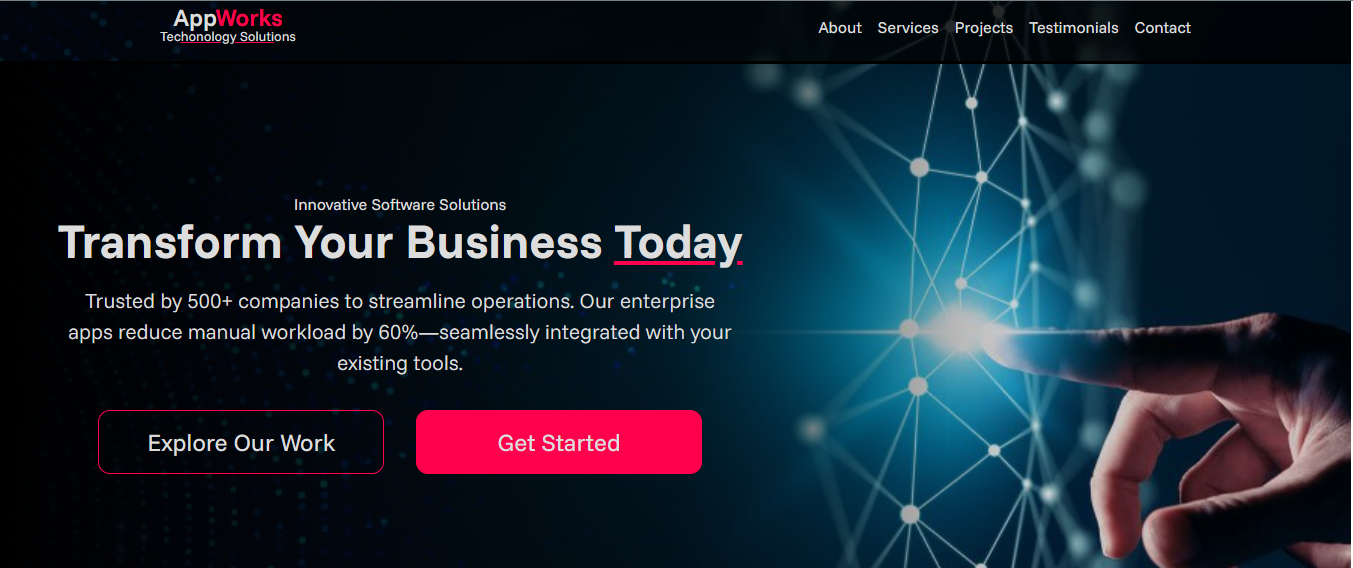 AppWorks
Techonology Solutions
About Services Projects Testimonials Contact
Innovative Software Solutions
Transform Your Business Today
Trusted by 500+ companies to streamline operations. Our enterprise
apps reduce manual workload by 60%—seamlessly integrated with your
existing tools.
Explore Our Work
Get Started